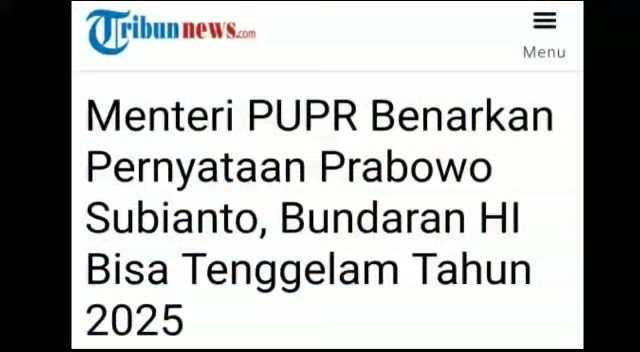 Tribunnews.com
Menu
Menteri PUPR Benarkan
Pernyataan Prabowo
Subianto, Bundaran HI
Bisa Tenggelam Tahun
2025